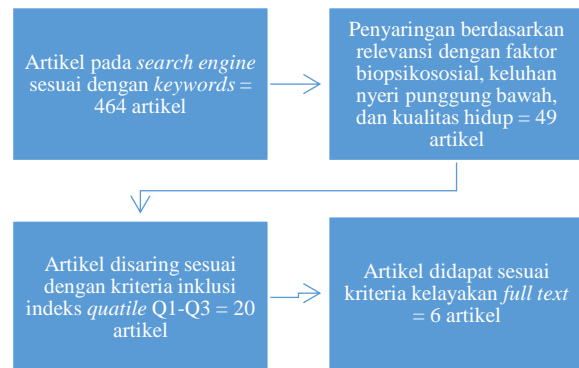 Artikel pada search engine
sesuai dengan keywords =
464 artikel
Penyaringan berdasarkan
relevansi dengan faktor
biopsikososial, keluhan
nyeri punggung bawah,
dan kualitas hidup = 49
artikel
Artikel disaring sesuai
dengan kriteria inklusi
indeks quatile Q1-Q3 = 20
artikel
Artikel didapat sesuai
kriteria kelayakan full text
= 6 artikel